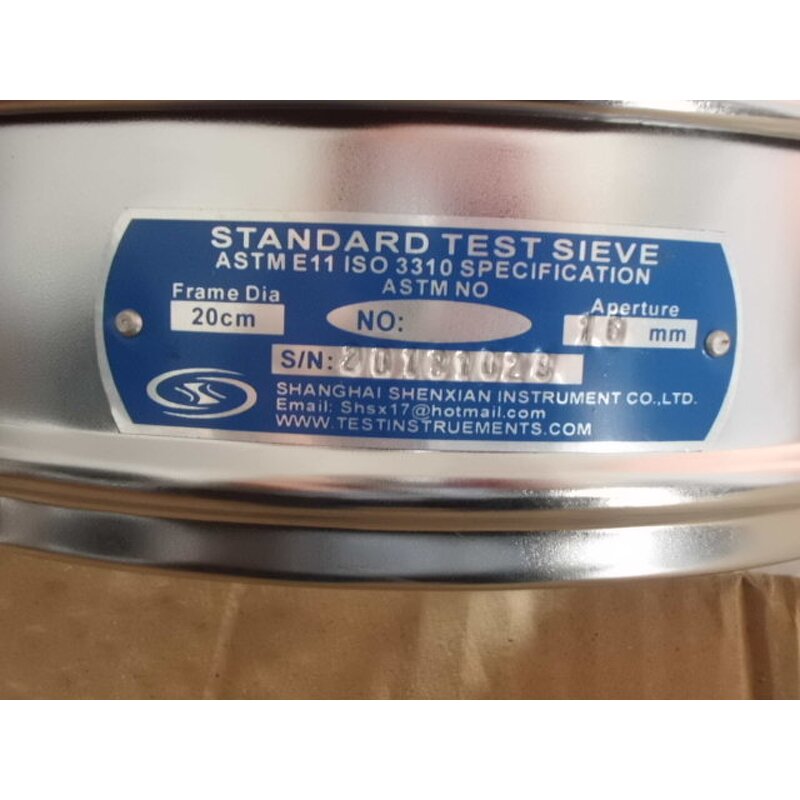 STANDARD TEST SIEVE
ASTM E11 ISO 3310 SPECIFICATION
ASTM NO
Frame Dia
20cm
NO:
Aperture
mm
S/N:
SHANGHAI SHENXIAN INSTRUMENT CO.,LTD.
Email: Shsx17@hotmail.com
WWW.TESTINSTRUEMENTS.COM